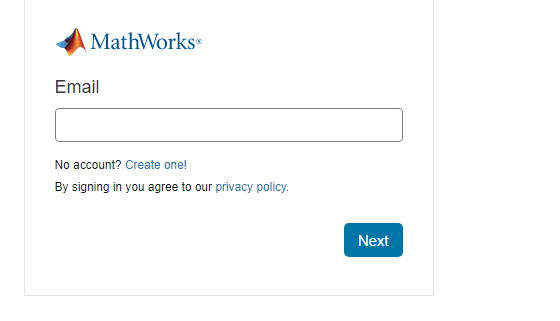 MathWorks®
Email
No account? Create one!
By signing in you agree to our privacy policy.
Next